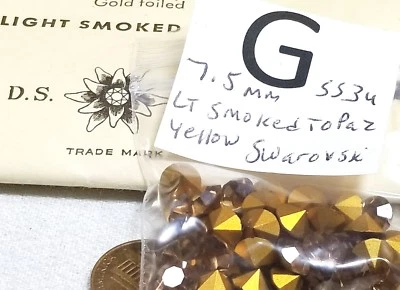 Gold foiled
LIGHT SMOKED
D.S.
TRADE MARK
G
7.5mm SS34
LT Smoked Topaz
Yellow Swarovski